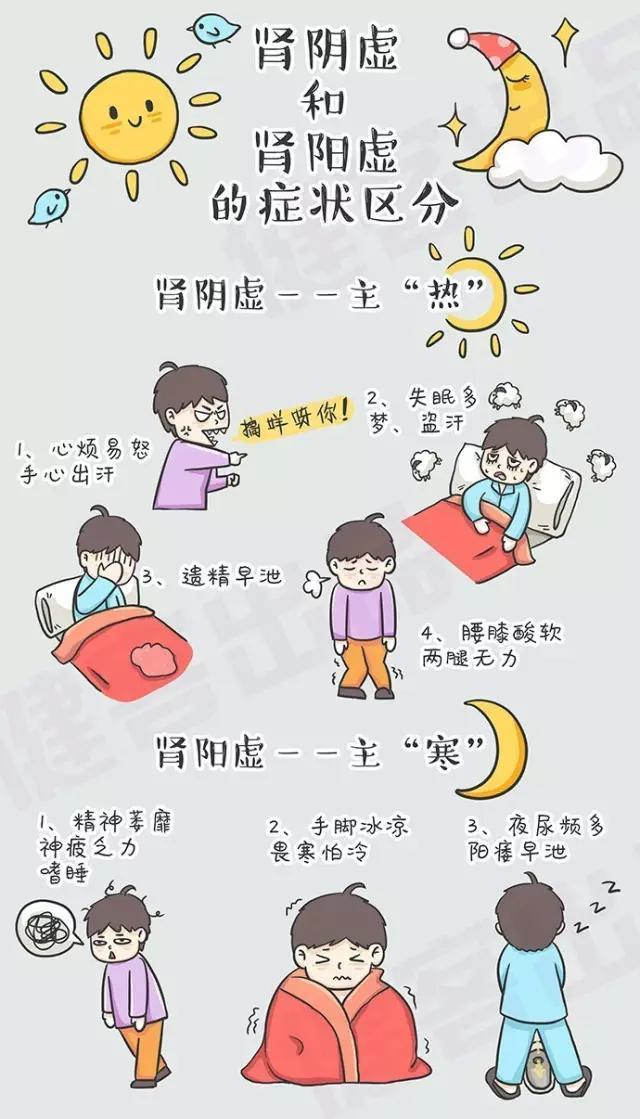 肾阴虚
和
肾阳虚
的症状区分
肾阴虚——主“热”
1、心烦易怒
手心出汗
搞咩呀你！
2、失眠多
梦、盗汗
3、遗精早池
4、腰膝酸软
两腿无力
肾阳虚——主“寒”
1、精神萎靡
神疲乏力
嗜睡
2、手脚冰凉
畏寒怕冷
3、夜尿频多
阳痿早池
z z z